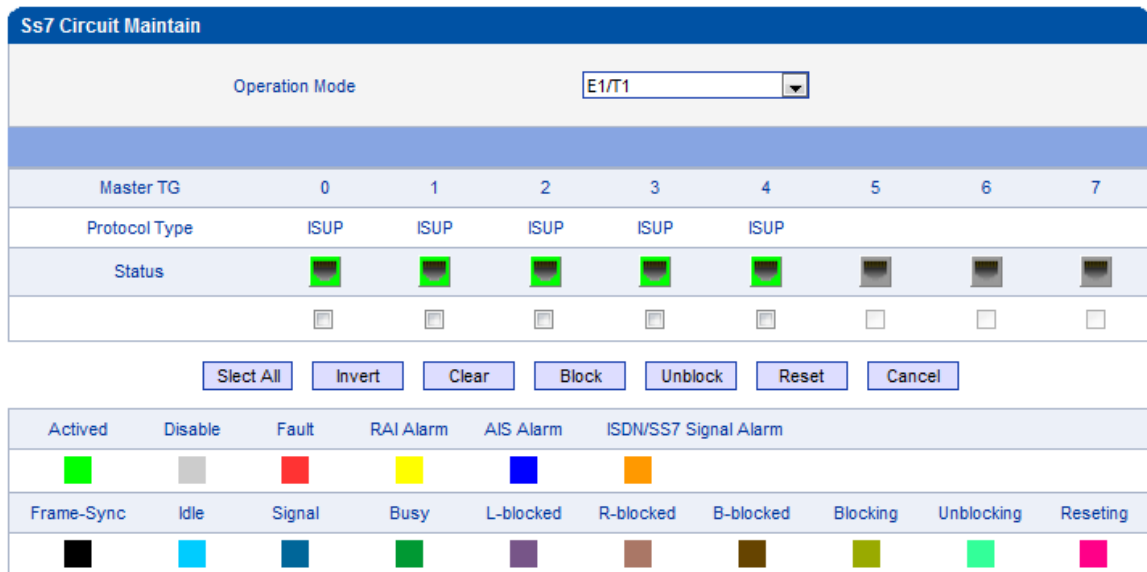 Ss7 Circuit Maintain
Operation Mode E1/T1
Master TG 0 1 2 3 4 5 6 7
Protocol Type ISUP ISUP ISUP ISUP ISUP
Status
Slect All Invert Clear Block Unblock Reset Cancel
Actived Disable Fault RAI Alarm AIS Alarm ISDN/SS7 Signal Alarm
Frame-Sync Idle Signal Busy L-blocked R-blocked B-blocked Blocking Unblocking Reseting